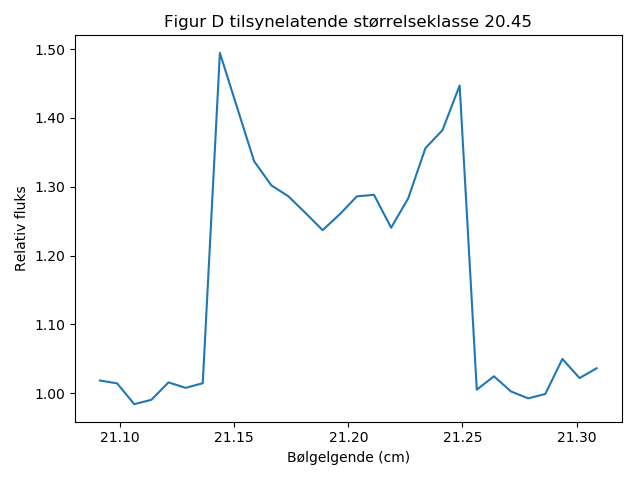 Figur D tilsynelatende størrelseklasse 20.45
1.50
1.40
1.30
1.20
1.10
1.00
Relativ fluks
21.10 21.15 21.20 21.25 21.30
Bølgelgende (cm)